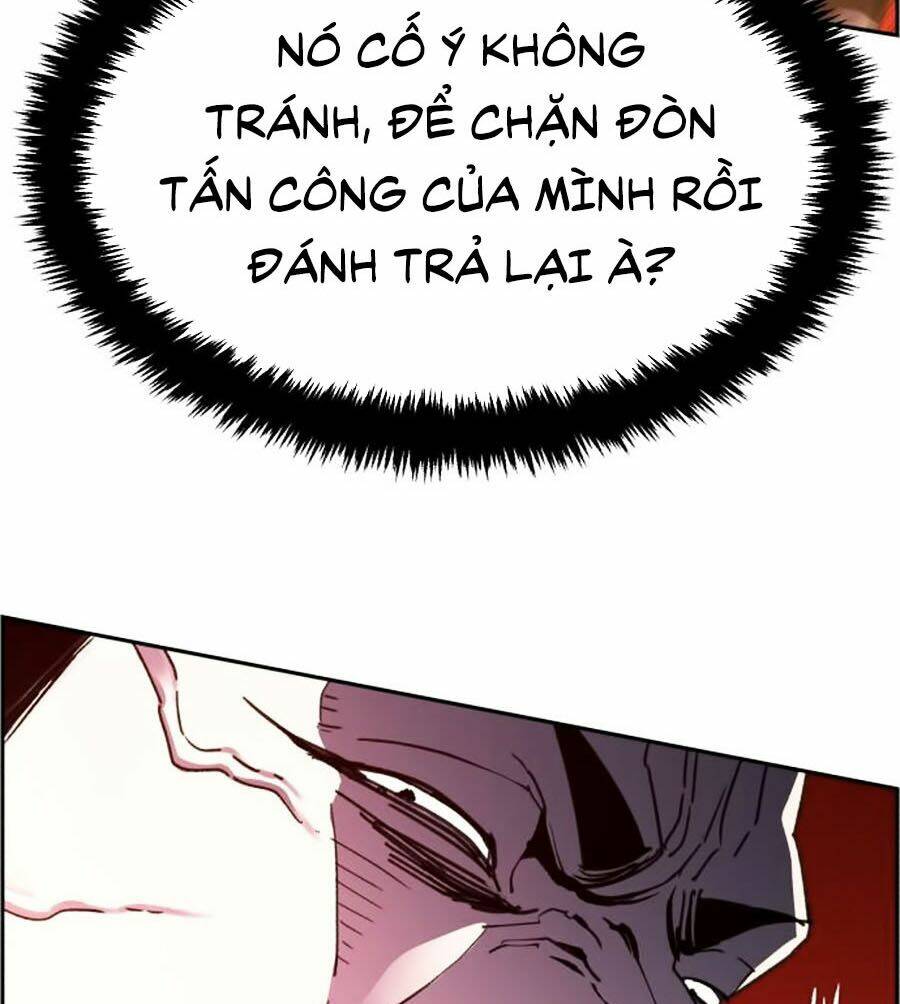 NÓ CỐ Ý KHÔNG
TRÁNH, ĐỂ CHẶN ĐÒN
TẤN CÔNG CỦA MÌNH RỒI
ĐÁNH TRẢ LẠI À?